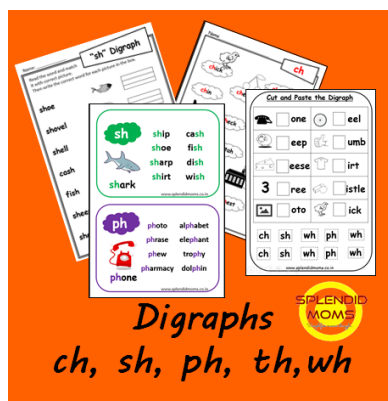 "sh" Digraph
Read the word and match
it with correct picture.
Then write the correct word for each picture in the box.
shoe
shovel
shell
cash
fish
ch
chick
sh
shark
ship cash
shoe fish
sharp dish
shirt wish
www.splendidmoms.co.in
ph
phone
photo alphabet
phrase elephant
phew trophy
pharmacy dolphin
www.splendidmoms.co.in
Cut and Paste the Digraph
one eel
eep umb
eese irt
3 ree istle
oto ick
ch sh wh ph wh
ch sh wh ph wh
SPLENDID
MOMS
Digraphs
ch, sh, ph, th,wh